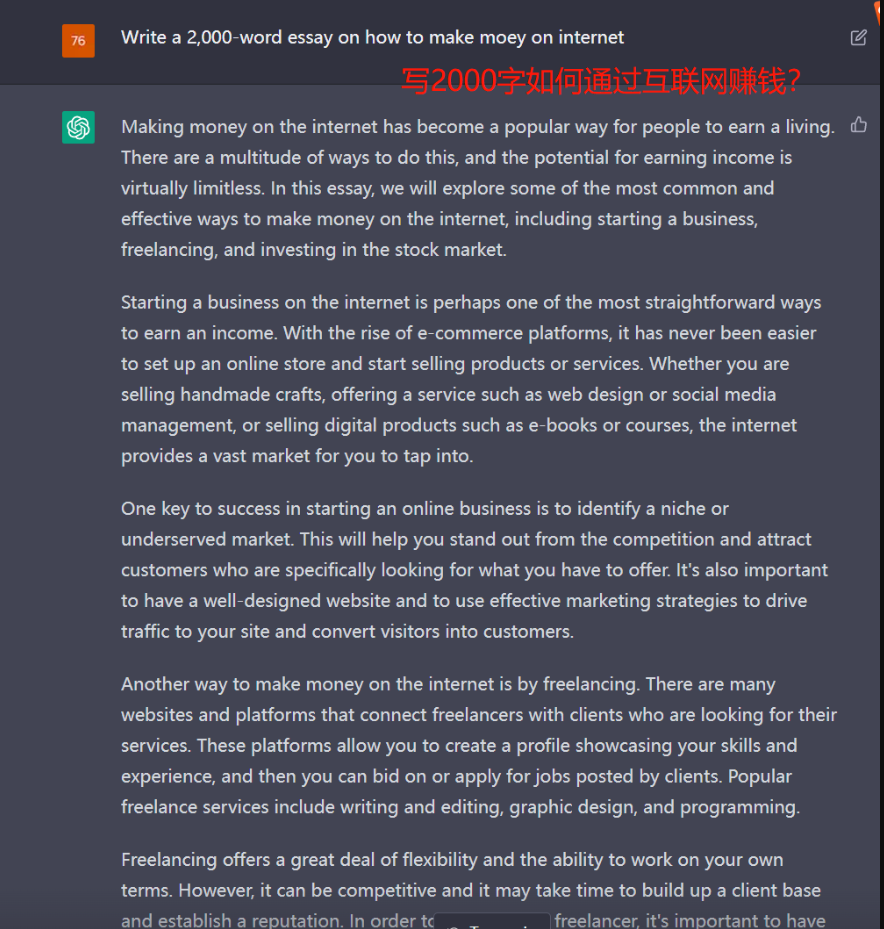 76
Write a 2,000-word essay on how to make moey on internet
写2000字如何通过互联网赚钱?
Making money on the internet has become a popular way for people to earn a living.
There are a multitude of ways to do this, and the potential for earning income is
virtually limitless. In this essay, we will explore some of the most common and
effective ways to make money on the internet, including starting a business,
freelancing, and investing in the stock market.
Starting a business on the internet is perhaps one of the most straightforward ways
to earn an income. With the rise of e-commerce platforms, it has never been easier
to set up an online store and start selling products or services. Whether you are
selling handmade crafts, offering a service such as web design or social media
management, or selling digital products such as e-books or courses, the internet
provides a vast market for you to tap into.
One key to success in starting an online business is to identify a niche or
underserved market. This will help you stand out from the competition and attract
customers who are specifically looking for what you have to offer. It's also important
to have a well-designed website and to use effective marketing strategies to drive
traffic to your site and convert visitors into customers.
Another way to make money on the internet is by freelancing. There are many
websites and platforms that connect freelancers with clients who are looking for their
services. These platforms allow you to create a profile showcasing your skills and
experience, and then you can bid on or apply for jobs posted by clients. Popular
freelance services include writing and editing, graphic design, and programming.
Freelancing offers a great deal of flexibility and the ability to work on your own
terms. However, it can be competitive and it may take time to build up a client base
and establish a reputation. In order to freelancer, it's important to have